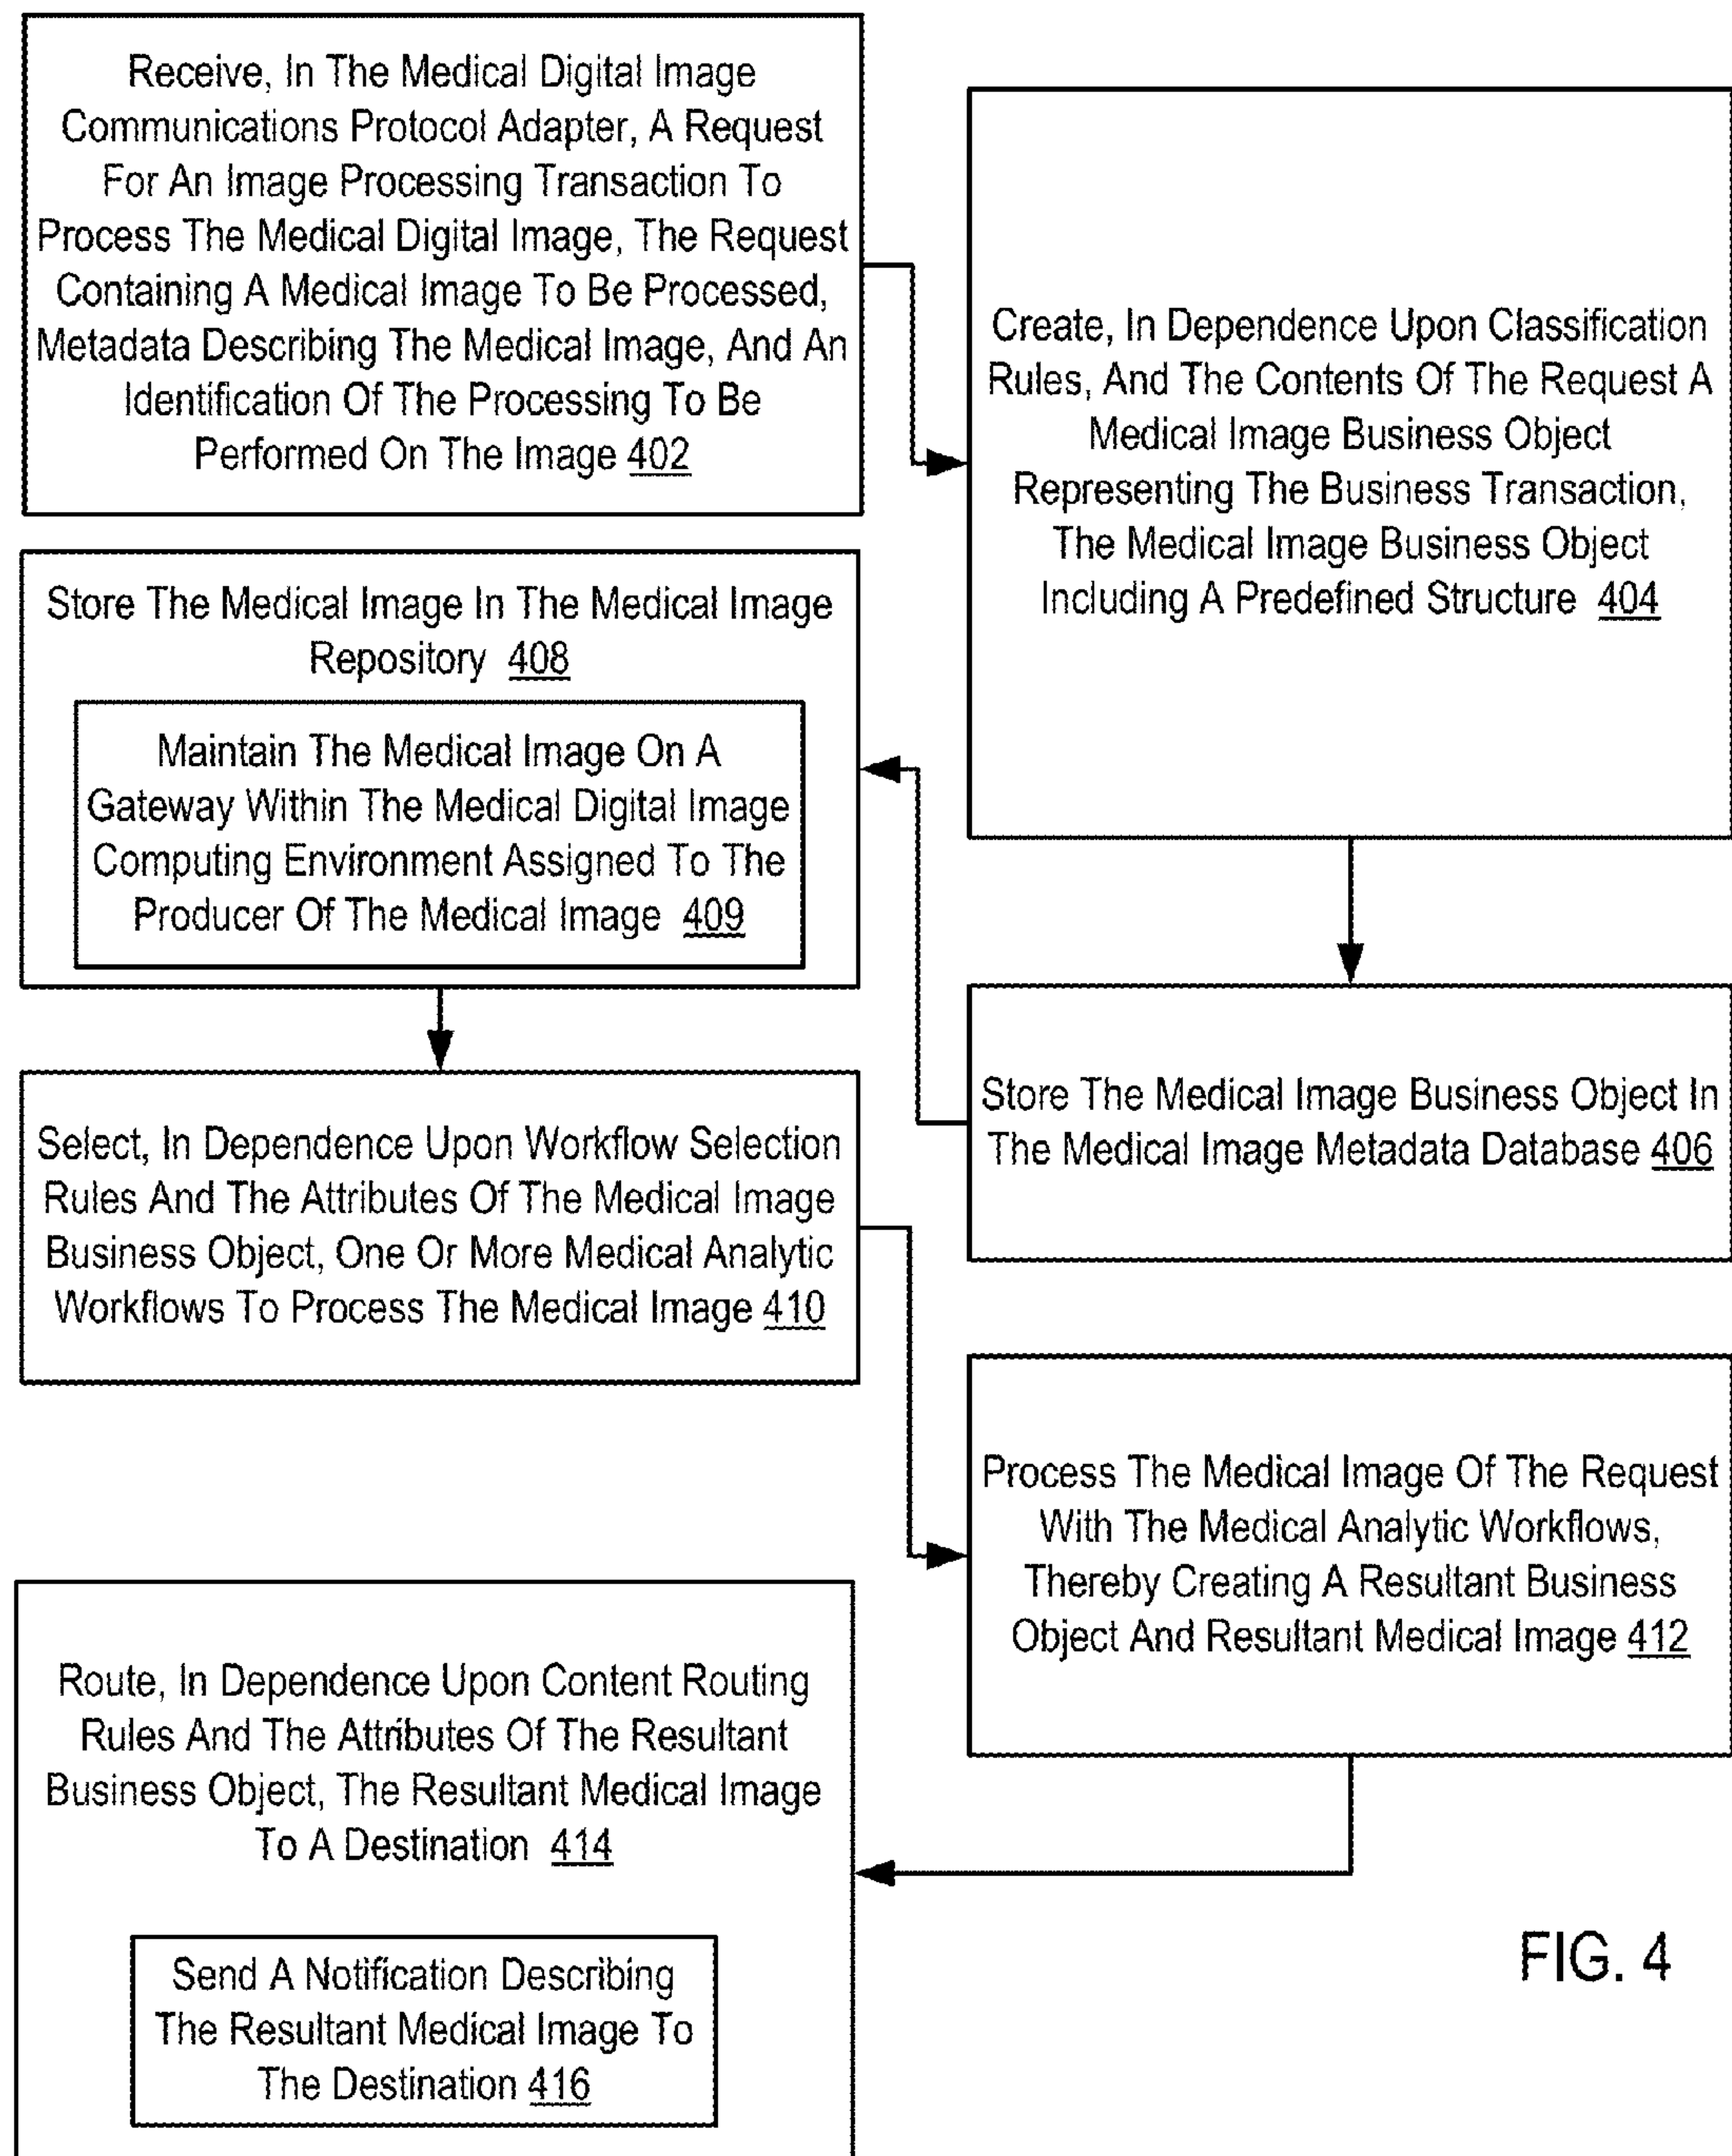 Receive, In The Medical Digital Image
Communications Protocol Adapter, A Request
For An Image Processing Transaction To
Process The Medical Digital Image, The Request
Containing A Medical Image To Be Processed,
Metadata Describing The Medical Image, And An
Identification Of The Processing To Be
Performed On The Image 402
Create, In Dependence Upon Classification
Rules, And The Contents Of The Request A
Medical Image Business Object
Representing The Business Transaction,
The Medical Image Business Object
Including A Predefined Structure 404
Store The Medical Image Business Object In
The Medical Image Metadata Database 406
Store The Medical Image In The Medical Image
Repository 408
Maintain The Medical Image On A
Gateway Within The Medical Digital Image
Computing Environment Assigned To The
Producer Of The Medical Image 409
Select, In Dependence Upon Workflow Selection
Rules And The Attributes Of The Medical Image
Business Object, One Or More Medical Analytic
Workflows To Process The Medical Image 410
Process The Medical Image Of The Request
With The Medical Analytic Workflows,
Thereby Creating A Resultant Business
Object And Resultant Medical Image 412
Route, In Dependence Upon Content Routing
Rules And The Attributes Of The Resultant
Business Object, The Resultant Medical Image
To A Destination 414
Send A Notification Describing
The Resultant Medical Image To
The Destination 416
FIG. 4